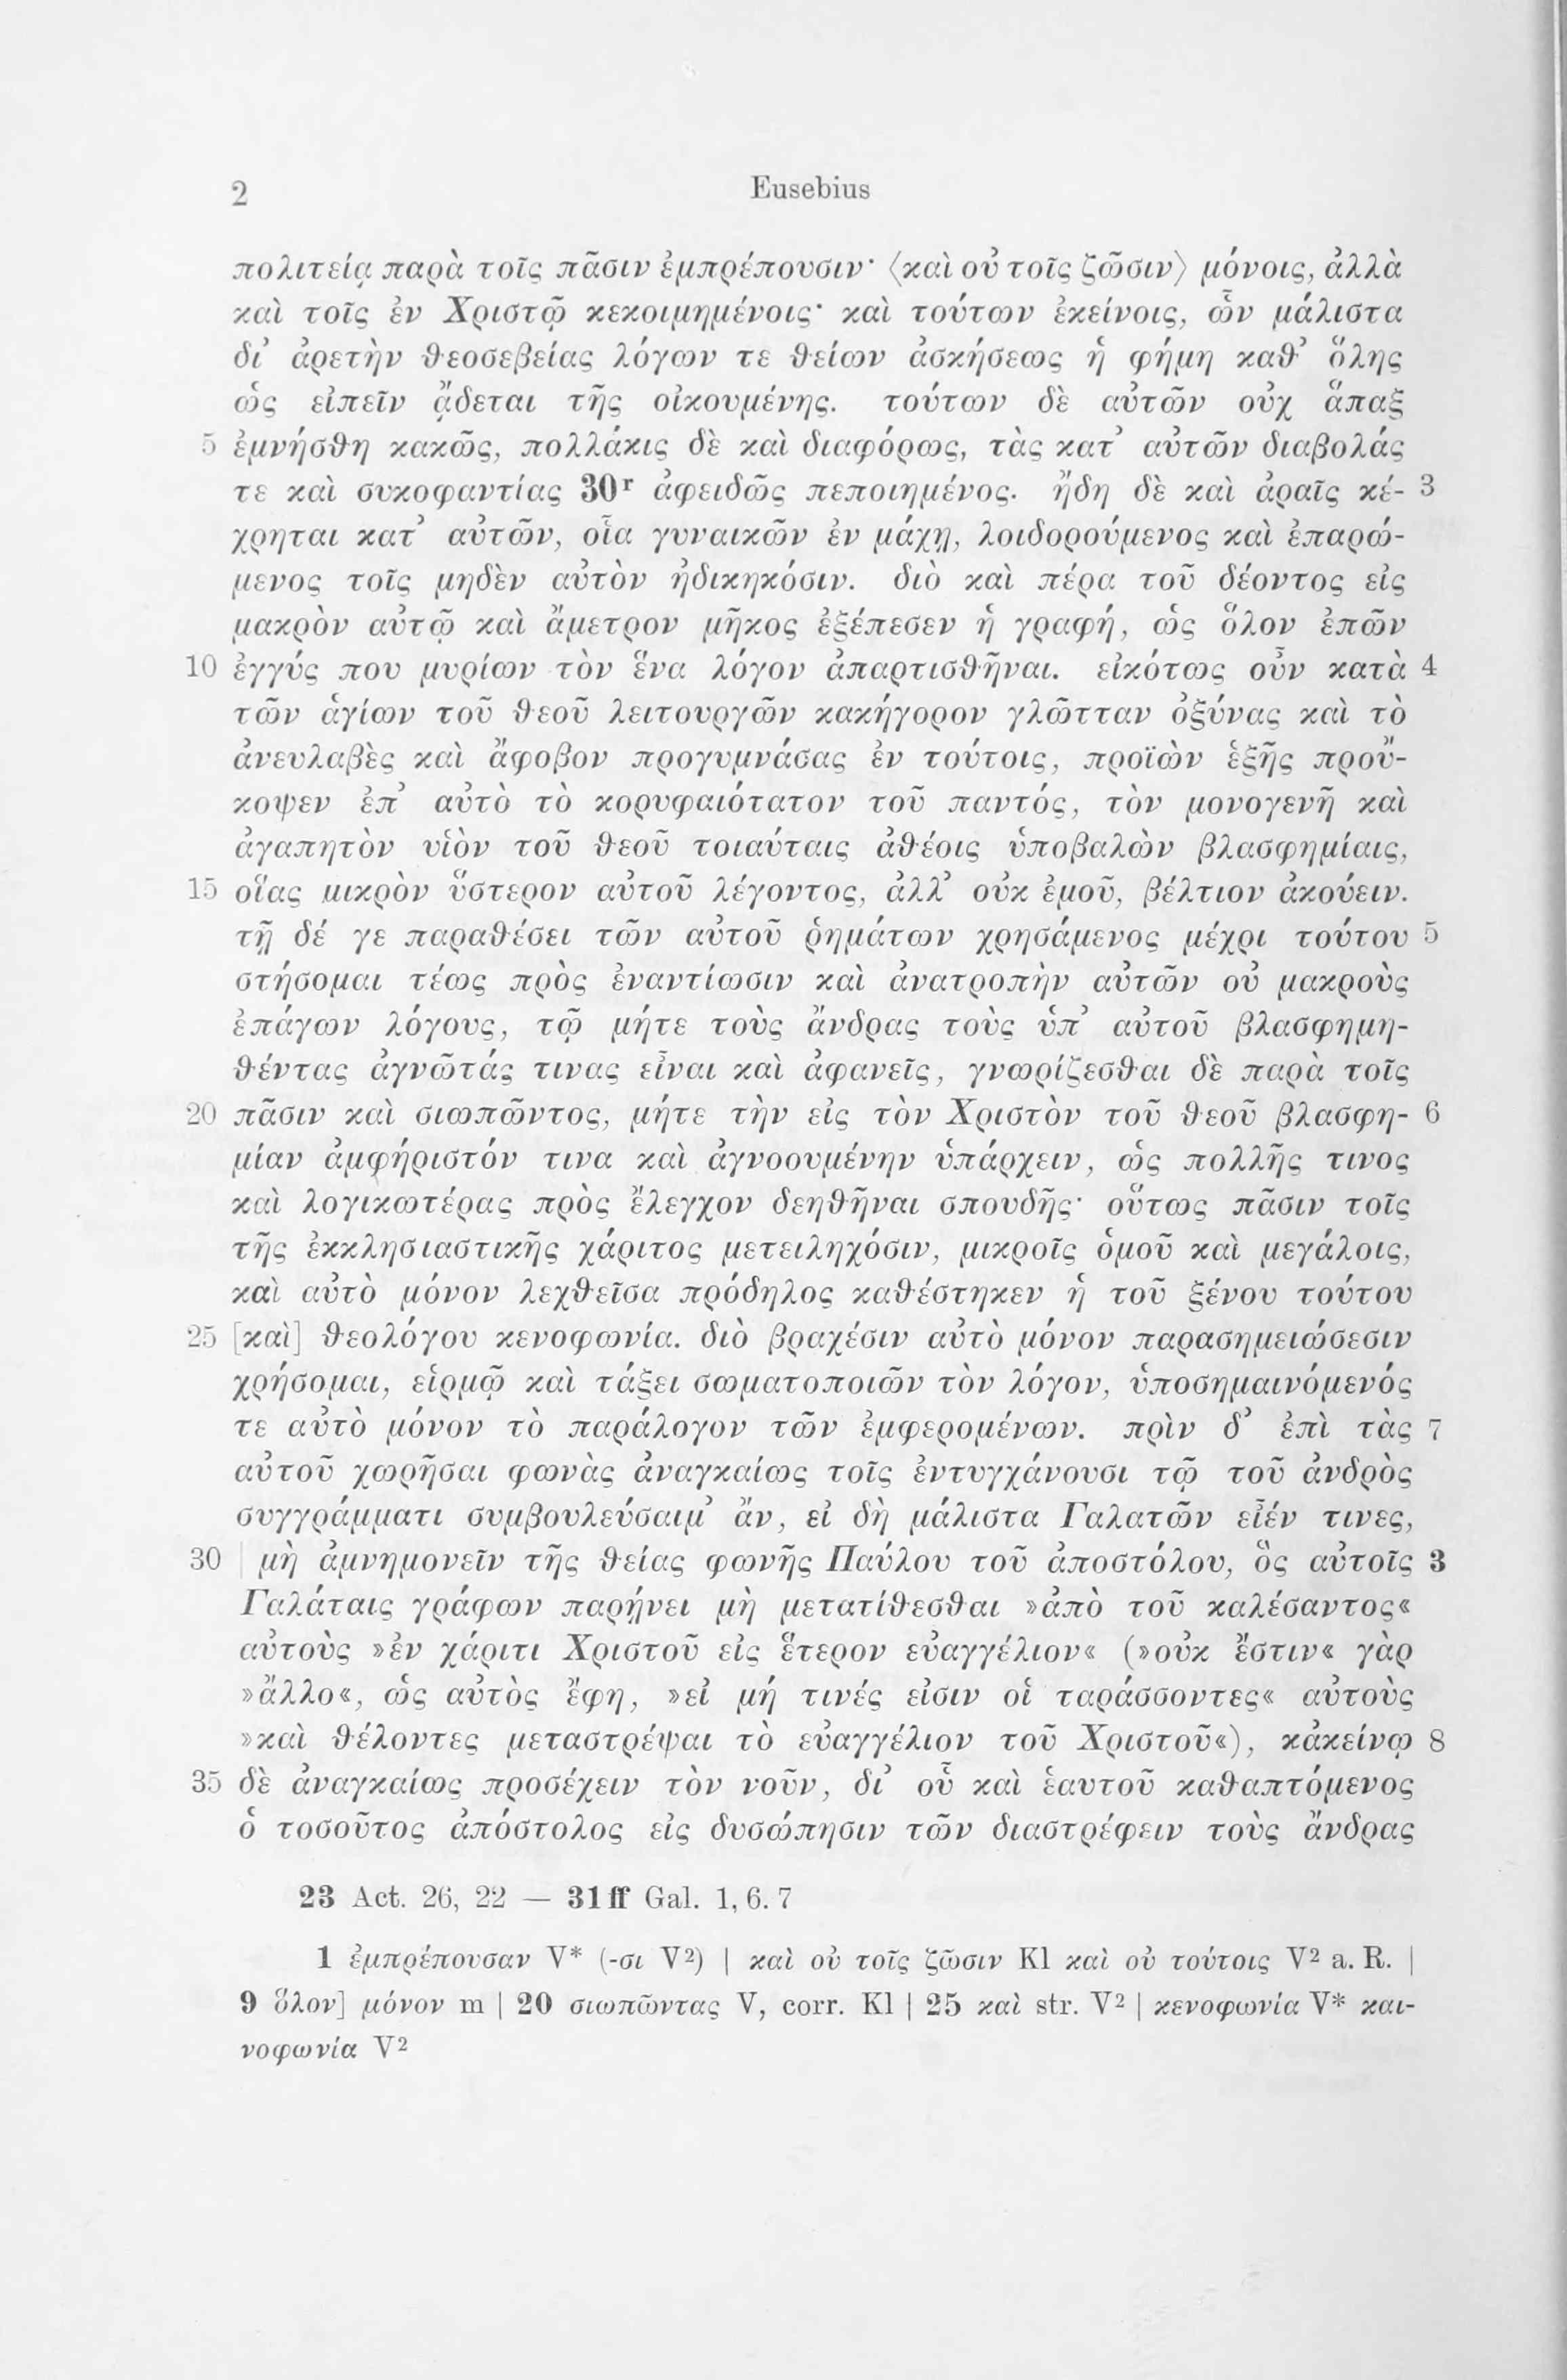 2 Eusebius
πολιτείᾳ παρὰ τοῖς πᾶσιν ἐμπρέπουσιν· ⟨καὶ οὐ τοῖς ζῶσιν⟩ μόνοις, ἀλλὰ
καὶ τοῖς ἐν Χριστῷ κεκοιμημένοις· καὶ τούτων ἐκείνοις, ὧν μάλιστα
δι’ ἀρετὴν θεοσεβείας λόγων τε θείων ἀσκήσεως ἡ φήμη καθ’ ὅλης
ὡς εἰπεῖν ᾄδεται τῆς οἰκουμένης. τούτων δὲ αὐτῶν οὐχ ἅπαξ
5 ἐμνήσθη κακῶς, πολλάκις δὲ καὶ διαφόρως, τὰς κατ’ αὐτῶν διαβολάς
τε καὶ συκοφαντίας 30ʳ ἀφειδῶς πεποιημένος. ἤδη δὲ καὶ ἀραῖς κέ- 3
χρηται κατ’ αὐτῶν, οἷα γυναικῶν ἐν μάχῃ, λοιδορούμενος καὶ ἐπαρώ-
μενος τοῖς μηδὲν αὐτὸν ἠδικηκόσιν. διὸ καὶ πέρα τοῦ δέοντος εἰς
μακρὸν αὐτῷ καὶ ἄμετρον μῆκος ἐξέπεσεν ἡ γραφή, ὡς ὅλον ἐπῶν
10 ἐγγύς που μυρίων τὸν ἕνα λόγον ἀπαρτισθῆναι. εἰκότως οὖν κατὰ 4
τῶν ἁγίων τοῦ θεοῦ λειτουργῶν κακήγορον γλῶτταν ὀξύνας καὶ τὸ
ἀνευλαβὲς καὶ ἄφοβον προγυμνάσας ἐν τούτοις, προϊὼν ἑξῆς προὔ-
κοψεν ἐπ’ αὐτὸ τὸ κορυφαιότατον τοῦ παντός, τὸν μονογενῆ καὶ
ἀγαπητὸν υἱὸν τοῦ θεοῦ τοιαύταις ἀθέοις ὑποβαλὼν βλασφημίαις,
15 οἵας μικρὸν ὕστερον αὐτοῦ λέγοντος, ἀλλ’ οὐκ ἐμοῦ, βέλτιον ἀκούειν.
τῇ δέ γε παραθέσει τῶν αὐτοῦ ῥημάτων χρησάμενος μέχρι τούτου 5
στήσομαι τέως πρὸς ἐναντίωσιν καὶ ἀνατροπὴν αὐτῶν οὐ μακροὺς
ἐπάγων λόγους, τῷ μήτε τοὺς ἄνδρας τοὺς ὑπ’ αὐτοῦ βλασφημη-
θέντας ἀγνῶτάς τινας εἶναι καὶ ἀφανεῖς, γνωρίζεσθαι δὲ παρὰ τοῖς
20 πᾶσιν καὶ σιωπῶντος, μήτε τὴν εἰς τὸν Χριστὸν τοῦ θεοῦ βλασφη- 6
μίαν ἀμφήριστόν τινα καὶ ἀγνοουμένην ὑπάρχειν, ὡς πολλῆς τινος
καὶ λογικωτέρας πρὸς ἔλεγχον δεηθῆναι σπουδῆς· οὕτως πᾶσιν τοῖς
τῆς ἐκκλησιαστικῆς χάριτος μετειληχόσιν, μικροῖς ὁμοῦ καὶ μεγάλοις,
καὶ αὐτὸ μόνον λεχθεῖσα πρόδηλος καθέστηκεν ἡ τοῦ ξένου τούτου
25 [καὶ] θεολόγου κενοφωνία. διὸ βραχέσιν αὐτὸ μόνον παρασημειώσεσιν
χρήσομαι, εἱρμῷ καὶ τάξει σωματοποιῶν τὸν λόγον, ὑποσημαινόμενός
τε αὐτὸ μόνον τὸ παράλογον τῶν ἐμφερομένων. πρὶν δ’ ἐπὶ τὰς 7
αὐτοῦ χωρῆσαι φωνὰς ἀναγκαίως τοῖς ἐντυγχάνουσι τῷ τοῦ ἀνδρὸς
συγγράμματι συμβουλεύσαιμ’ ἄν, εἰ δὴ μάλιστα Γαλατῶν εἶέν τινες,
30 | μὴ ἀμνημονεῖν τῆς θείας φωνῆς Παύλου τοῦ ἀποστόλου, ὃς αὐτοῖς 3
Γαλάταις γράφων παρῄνει μὴ μετατίθεσθαι »ἀπὸ τοῦ καλέσαντος«
αὐτοὺς »ἐν χάριτι Χριστοῦ εἰς ἕτερον εὐαγγέλιον« (»οὐκ ἔστιν« γὰρ
»ἄλλο«, ὡς αὐτὸς ἔφη, »εἰ μή τινές εἰσιν οἱ ταράσσοντες« αὐτοὺς
»καὶ θέλοντες μεταστρέψαι τὸ εὐαγγέλιον τοῦ Χριστοῦ«), κἀκείνῳ 8
35 δὲ ἀναγκαίως προσέχειν τὸν νοῦν, δι’ οὗ καὶ ἑαυτοῦ καθαπτόμενος
ὁ τοσοῦτος ἀπόστολος εἰς δυσώπησιν τῶν διαστρέφειν τοὺς ἄνδρας
23 Act. 26, 22 — 31 ff Gal. 1, 6. 7
1 ἐμπρέπουσαν V* (-σι V²) | καὶ οὐ τοῖς ζῶσιν Kl καὶ οὐ τούτοις V² a. R. |
9 ὅλον] μόνον m | 20 σιωπῶντας V, corr. Kl | 25 καὶ str. V² | κενοφωνία V* και-
νοφωνία V²